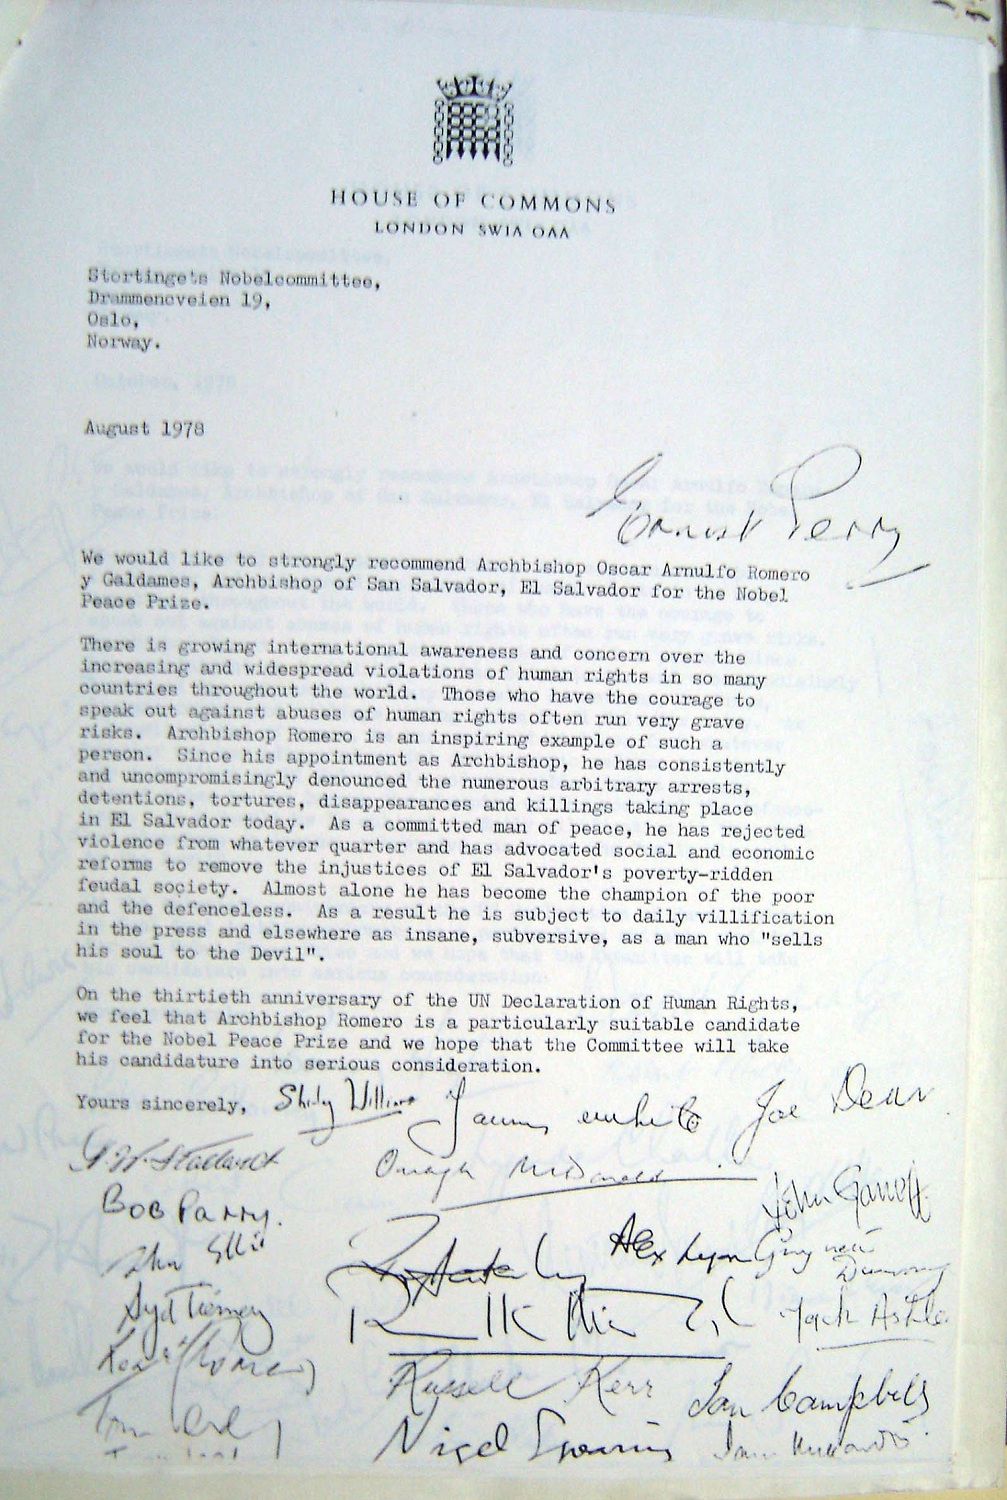 HOUSE OF COMMONS
LONDON SW1A 0AA
Stortingets Nobelcommittee,
Drammensveien 19,
Oslo,
Norway.
August 1978
Ernest Perry
We would like to strongly recommend Archbishop Oscar Arnulfo Romero
y Galdames, Archbishop of San Salvador, El Salvador for the Nobel
Peace Prize.
There is growing international awareness and concern over the
increasing and widespread violations of human rights in so many
countries throughout the world. Those who have the courage to
speak out against abuses of human rights often run very grave
risks. Archbishop Romero is an inspiring example of such a
person. Since his appointment as Archbishop, he has consistently
and uncompromisingly denounced the numerous arbitrary arrests,
detentions, tortures, disappearances and killings taking place
in El Salvador today. As a committed man of peace, he has rejected
violence from whatever quarter and has advocated social and economic
reforms to remove the injustices of El Salvador's poverty-ridden
feudal society. Almost alone he has become the champion of the poor
and the defenceless. As a result he is subject to daily villification
in the press and elsewhere as insane, subversive, as a man who "sells
his soul to the Devil".
On the thirtieth anniversary of the UN Declaration of Human Rights,
we feel that Archbishop Romero is a particularly suitable candidate
for the Nobel Peace Prize and we hope that the Committee will take
his candidature into serious consideration.
Yours sincerely, Shirley Williams James White Joe Dean
A.W. Stallard Oonagh McDonald
Bob Parry. John Garrett
John Ellis Alex Lyon Gwyneth
Dunwoody
Syd Tierney Jack Ashley
Russell Kerr Ian Campbell
Nigel Spearing